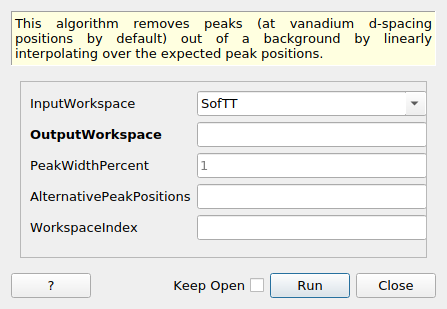 This algorithm removes peaks (at vanadium d-spacing
positions by default) out of a background by linearly
interpolating over the expected peak positions.
InputWorkspace SofTT
OutputWorkspace
PeakWidthPercent 1
AlternativePeakPositions
WorkspaceIndex
? Keep Open Run Close